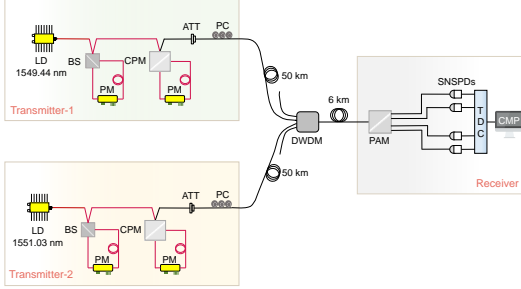 ATT PC
LD
1549.44 nm
BS
CPM
PM
PM
Transmitter-1
50 km
6 km
DWDM
50 km
SNSPDs
T
D
C
CMP
PAM
Receiver
ATT PC
LD
1551.03 nm
BS
CPM
PM
PM
Transmitter-2